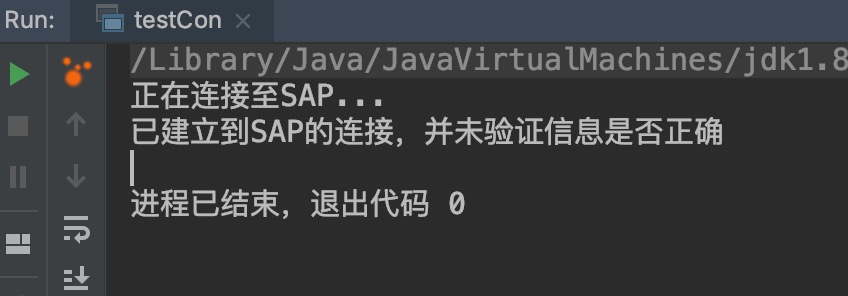 Run: testCon
/Library/Java/JavaVirtualMachines/jdk1.8
正在连接至SAP...
已建立到SAP的连接，并未验证信息是否正确
进程已结束，退出代码 0